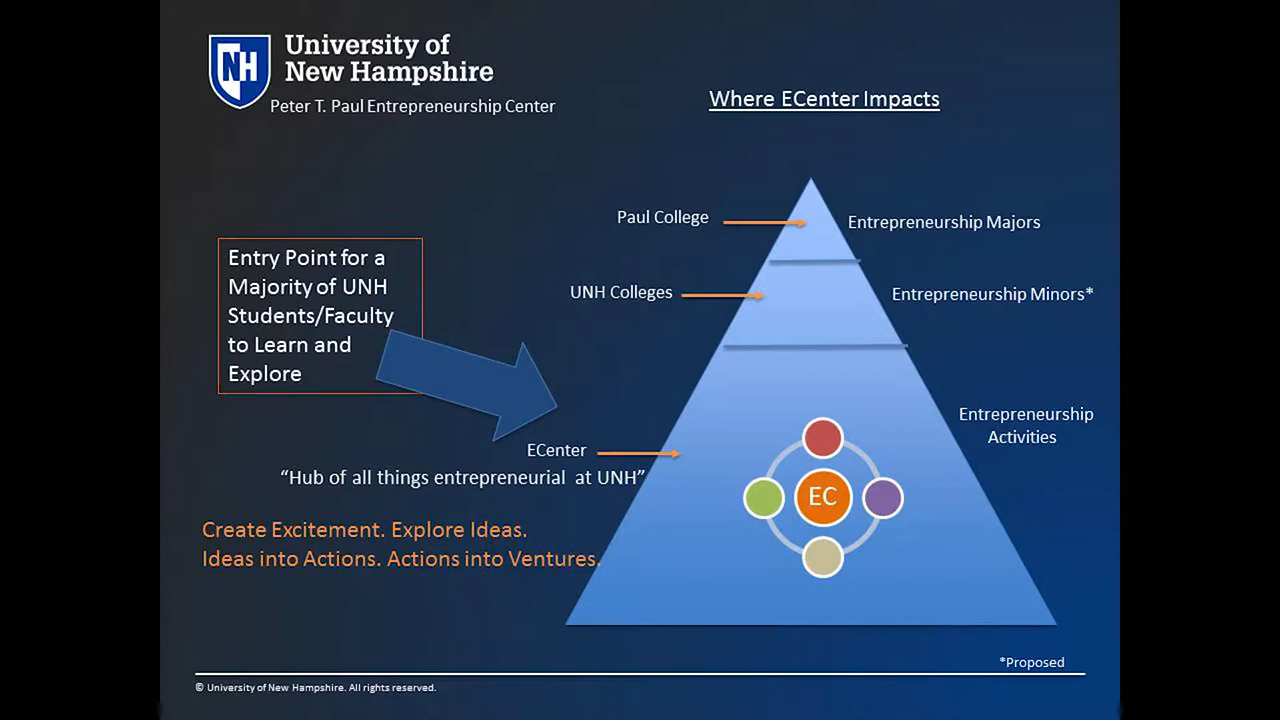 NH
University of
New Hampshire
Peter T. Paul Entrepreneurship Center
Where ECenter Impacts
Paul College
Entrepreneurship Majors
Entry Point for a
Majority of UNH
Students/Faculty
to Learn and
Explore
UNH Colleges
Entrepreneurship Minors*
Entrepreneurship
Activities
ECenter
“Hub of all things entrepreneurial at UNH”
EC
Create Excitement. Explore Ideas.
Ideas into Actions. Actions into Ventures.
*Proposed
© University of New Hampshire. All rights reserved.